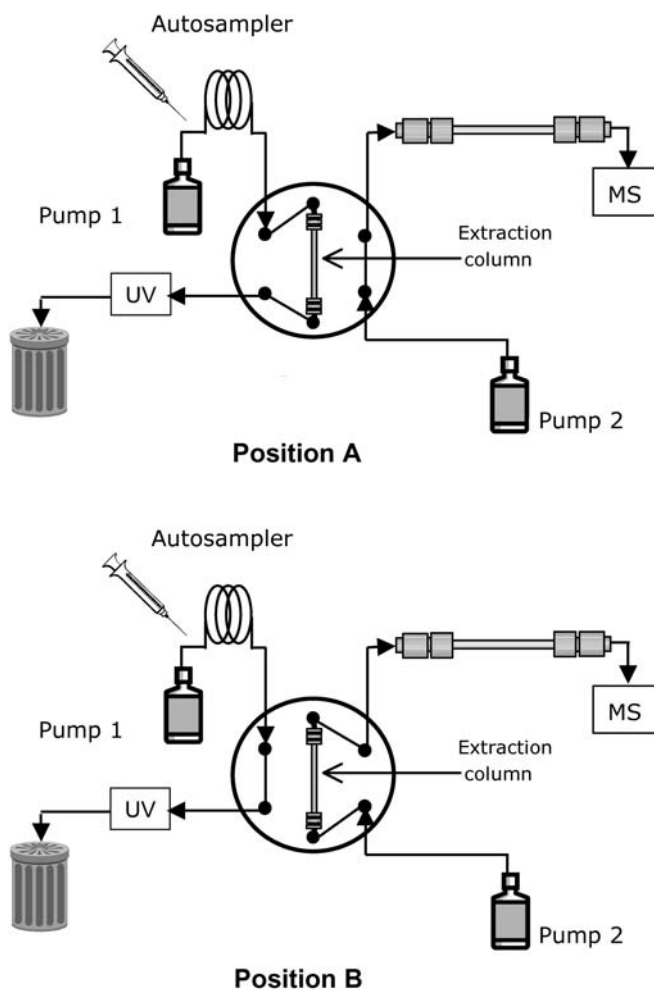 Autosampler
Pump 1
MS
Extraction
column
UV
Pump 2
Position A
Autosampler
Pump 1
MS
Extraction
column
UV
Pump 2
Position B